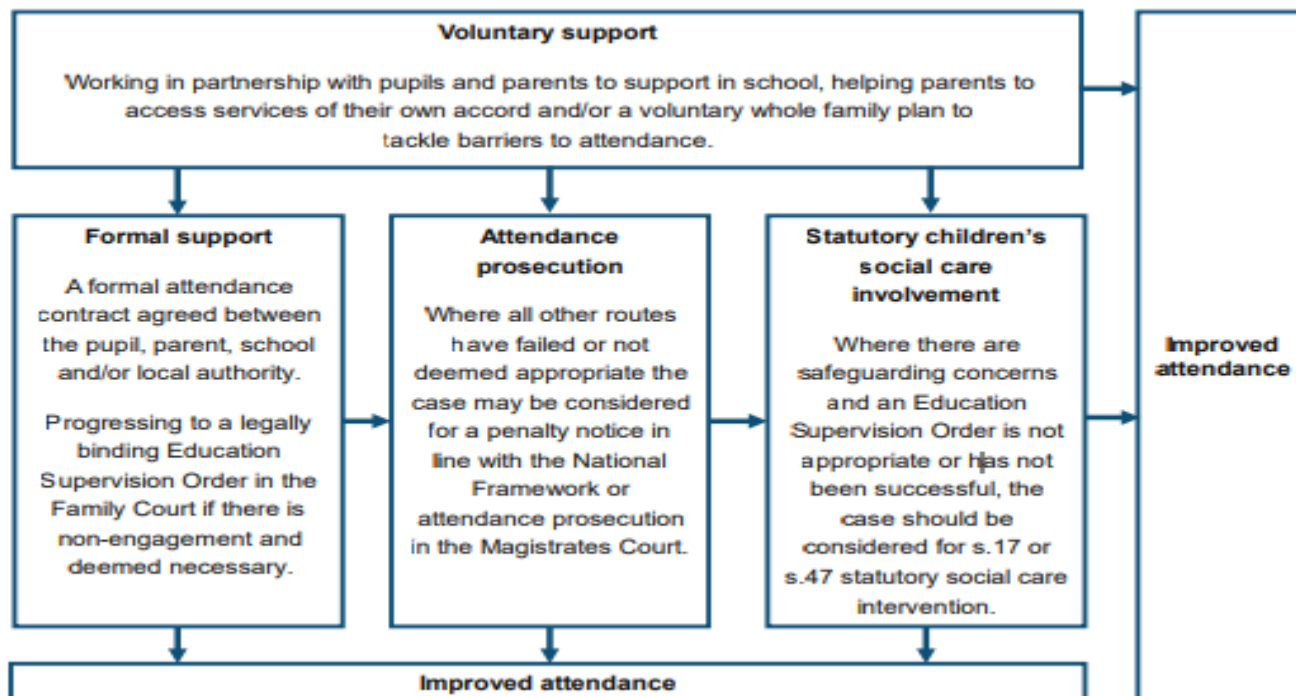 Voluntary support
Working in partnership with pupils and parents to support in school, helping parents to
access services of their own accord and/or a voluntary whole family plan to
tackle barriers to attendance.
Formal support
A formal attendance
contract agreed between
the pupil, parent, school
and/or local authority.
Progressing to a legally
binding Education
Supervision Order in the
Family Court if there is
non-engagement and
deemed necessary.
Attendance
prosecution
Where all other routes
have failed or not
deemed appropriate the
case may be considered
for a penalty notice in
line with the National
Framework or
attendance prosecution
in the Magistrates Court.
Statutory children's
social care
involvement
Where there are
safeguarding concerns
and an Education
Supervision Order is not
appropriate or has not
been successful, the
case should be
considered for s.17 or
s.47 statutory social care
intervention.
Improved
attendance
Improved attendance